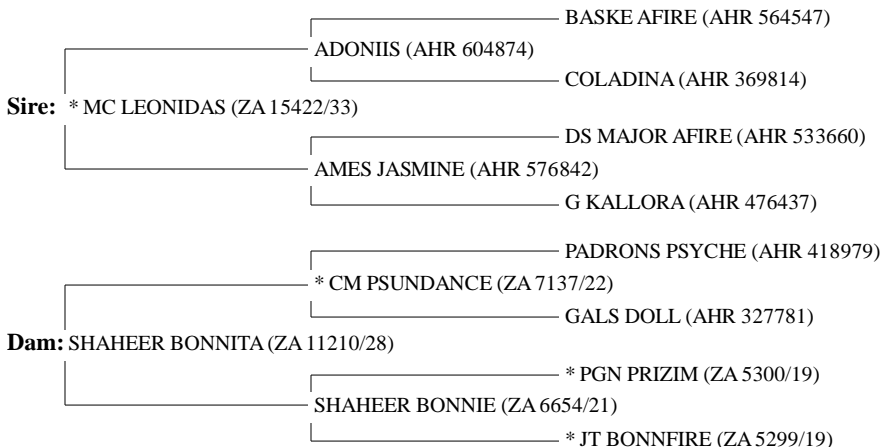 BASKE AFIRE (AHR 564547)
ADONIIS (AHR 604874)
COLADINA (AHR 369814)
Sire: * MC LEONIDAS (ZA 15422/33)
DS MAJOR AFIRE (AHR 533660)
AMES JASMINE (AHR 576842)
G KALLORA (AHR 476437)
PADRONS PSYCHE (AHR 418979)
* CM PSUNDANCE (ZA 7137/22)
GALS DOLL (AHR 327781)
Dam: SHAHEER BONNITA (ZA 11210/28)
* PGN PRIZIM (ZA 5300/19)
SHAHEER BONNIE (ZA 6654/21)
* JT BONNFIRE (ZA 5299/19)